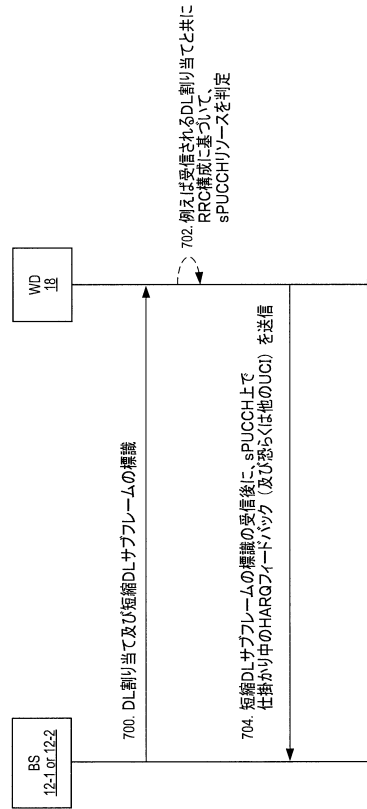 BS
12-1 or 12-2
WD
18
700. DL割り当て及び短縮DLサブフレームの標識
702. 例えば受信されるDL割り当てと共に
RRC構成に基づいて、
sPUCCHリソースを判定
704. 短縮DLサブフレームの標識の受信後に、sPUCCH上で
仕掛かり中のHARQフィードバック（及び恐らくは他のUCI）を送信